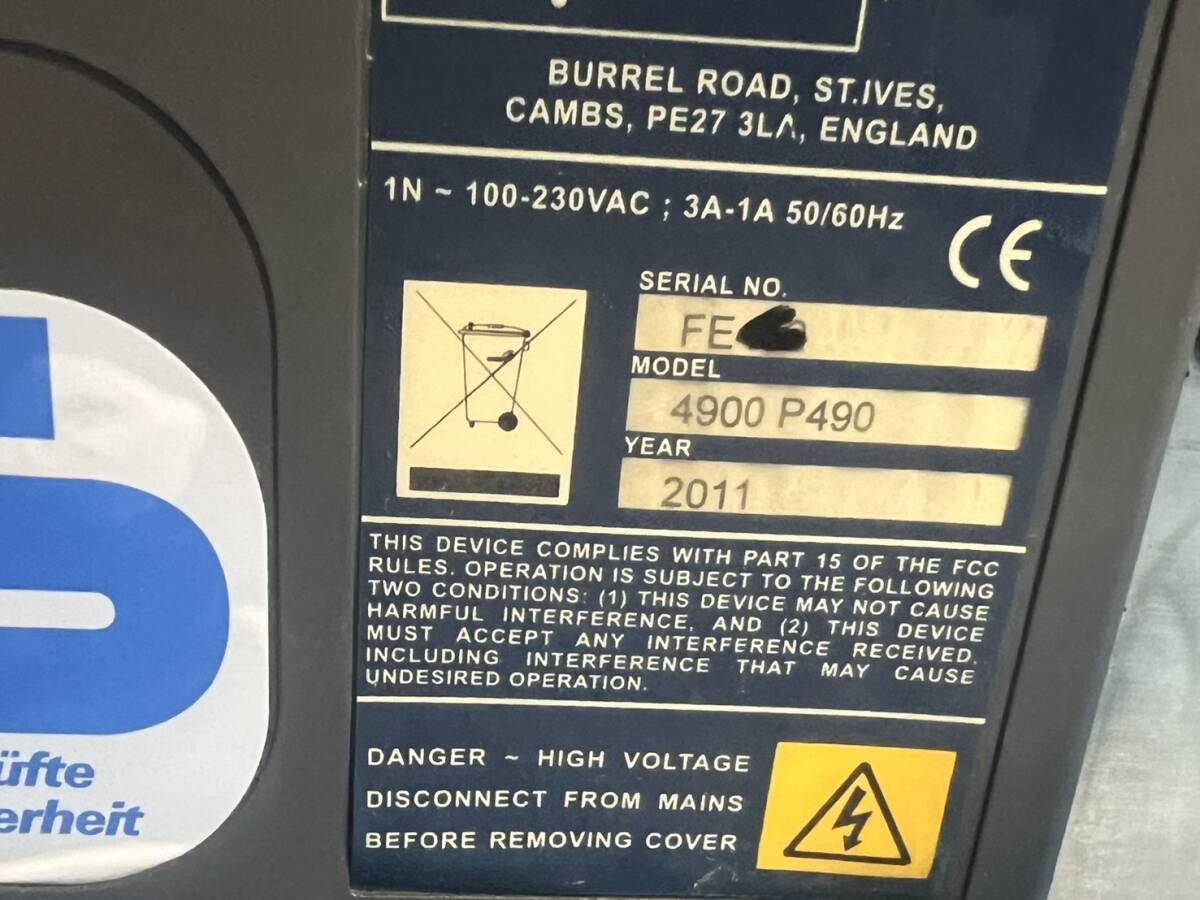 BURREL ROAD, ST.IVES,
CAMBS, PE27 3LA, ENGLAND
1N ~ 100-230VAC ; 3A-1A 50/60Hz
CE
SERIAL NO.
FE
MODEL
4900 P490
YEAR
2011
THIS DEVICE COMPLIES WITH PART 15 OF THE FCC
RULES. OPERATION IS SUBJECT TO THE FOLLOWING
TWO CONDITIONS: (1) THIS DEVICE MAY NOT CAUSE
HARMFUL INTERFERENCE, AND (2) THIS DEVICE
MUST ACCEPT ANY INTERFERENCE RECEIVED,
INCLUDING INTERFERENCE THAT MAY CAUSE
UNDESIRED OPERATION.
DANGER ~ HIGH VOLTAGE
DISCONNECT FROM MAINS
BEFORE REMOVING COVER
üfte
erheit